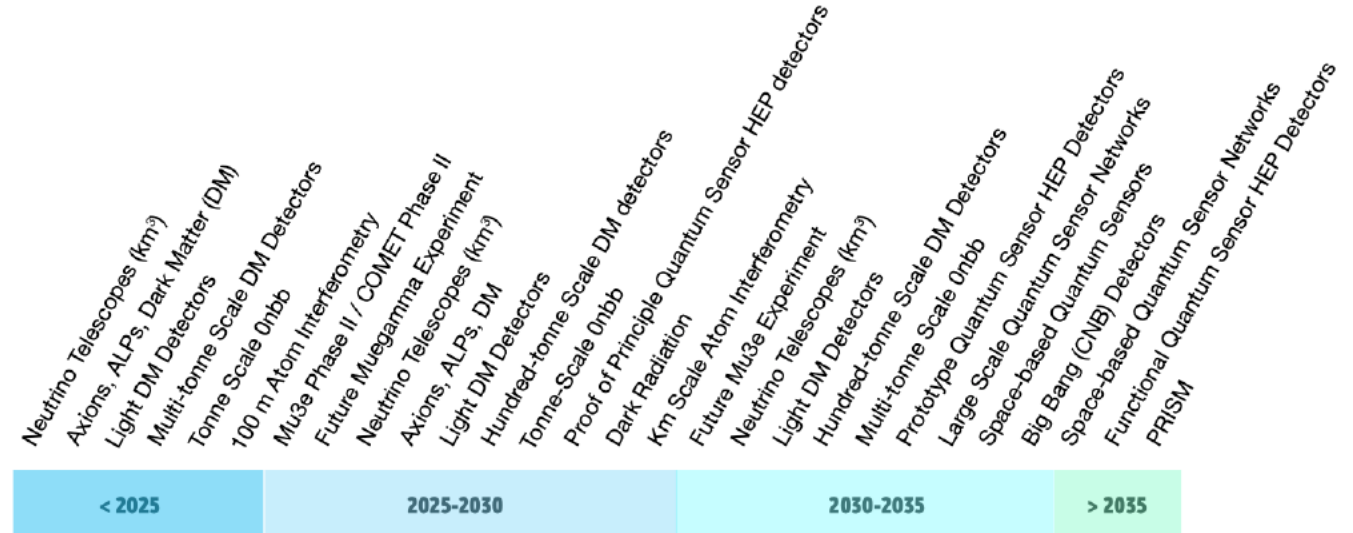 Neutrino Telescopes (km³)
Axions, ALPs, Dark Matter (DM)
Light DM Detectors
Multi-tonne Scale DM Detectors
Tonne Scale 0nbb
100 m Atom Interferometry
Mu3e Phase II / COMET Phase II
Future Muegamma Experiment
Neutrino Telescopes (km³)
Axions, ALPs, DM
Light DM Detectors
Hundred-tonne Scale DM detectors
Tonne-Scale 0nbb
Proof of Principle Quantum Sensor HEP detectors
Dark Radiation
Km Scale Atom Interferometry
Future Mu3e Experiment
Neutrino Telescopes (km³)
Light DM Detectors
Hundred-tonne Scale DM Detectors
Multi-tonne Scale 0nbb
Prototype Quantum Sensor HEP Detectors
Large Scale Quantum Sensor Networks
Space-based Quantum Sensors
Big Bang (CNB) Detectors
Space-based Quantum Sensor Networks
Functional Quantum Sensor HEP Detectors
PRISM
< 2025
2025-2030
2030-2035
> 2035